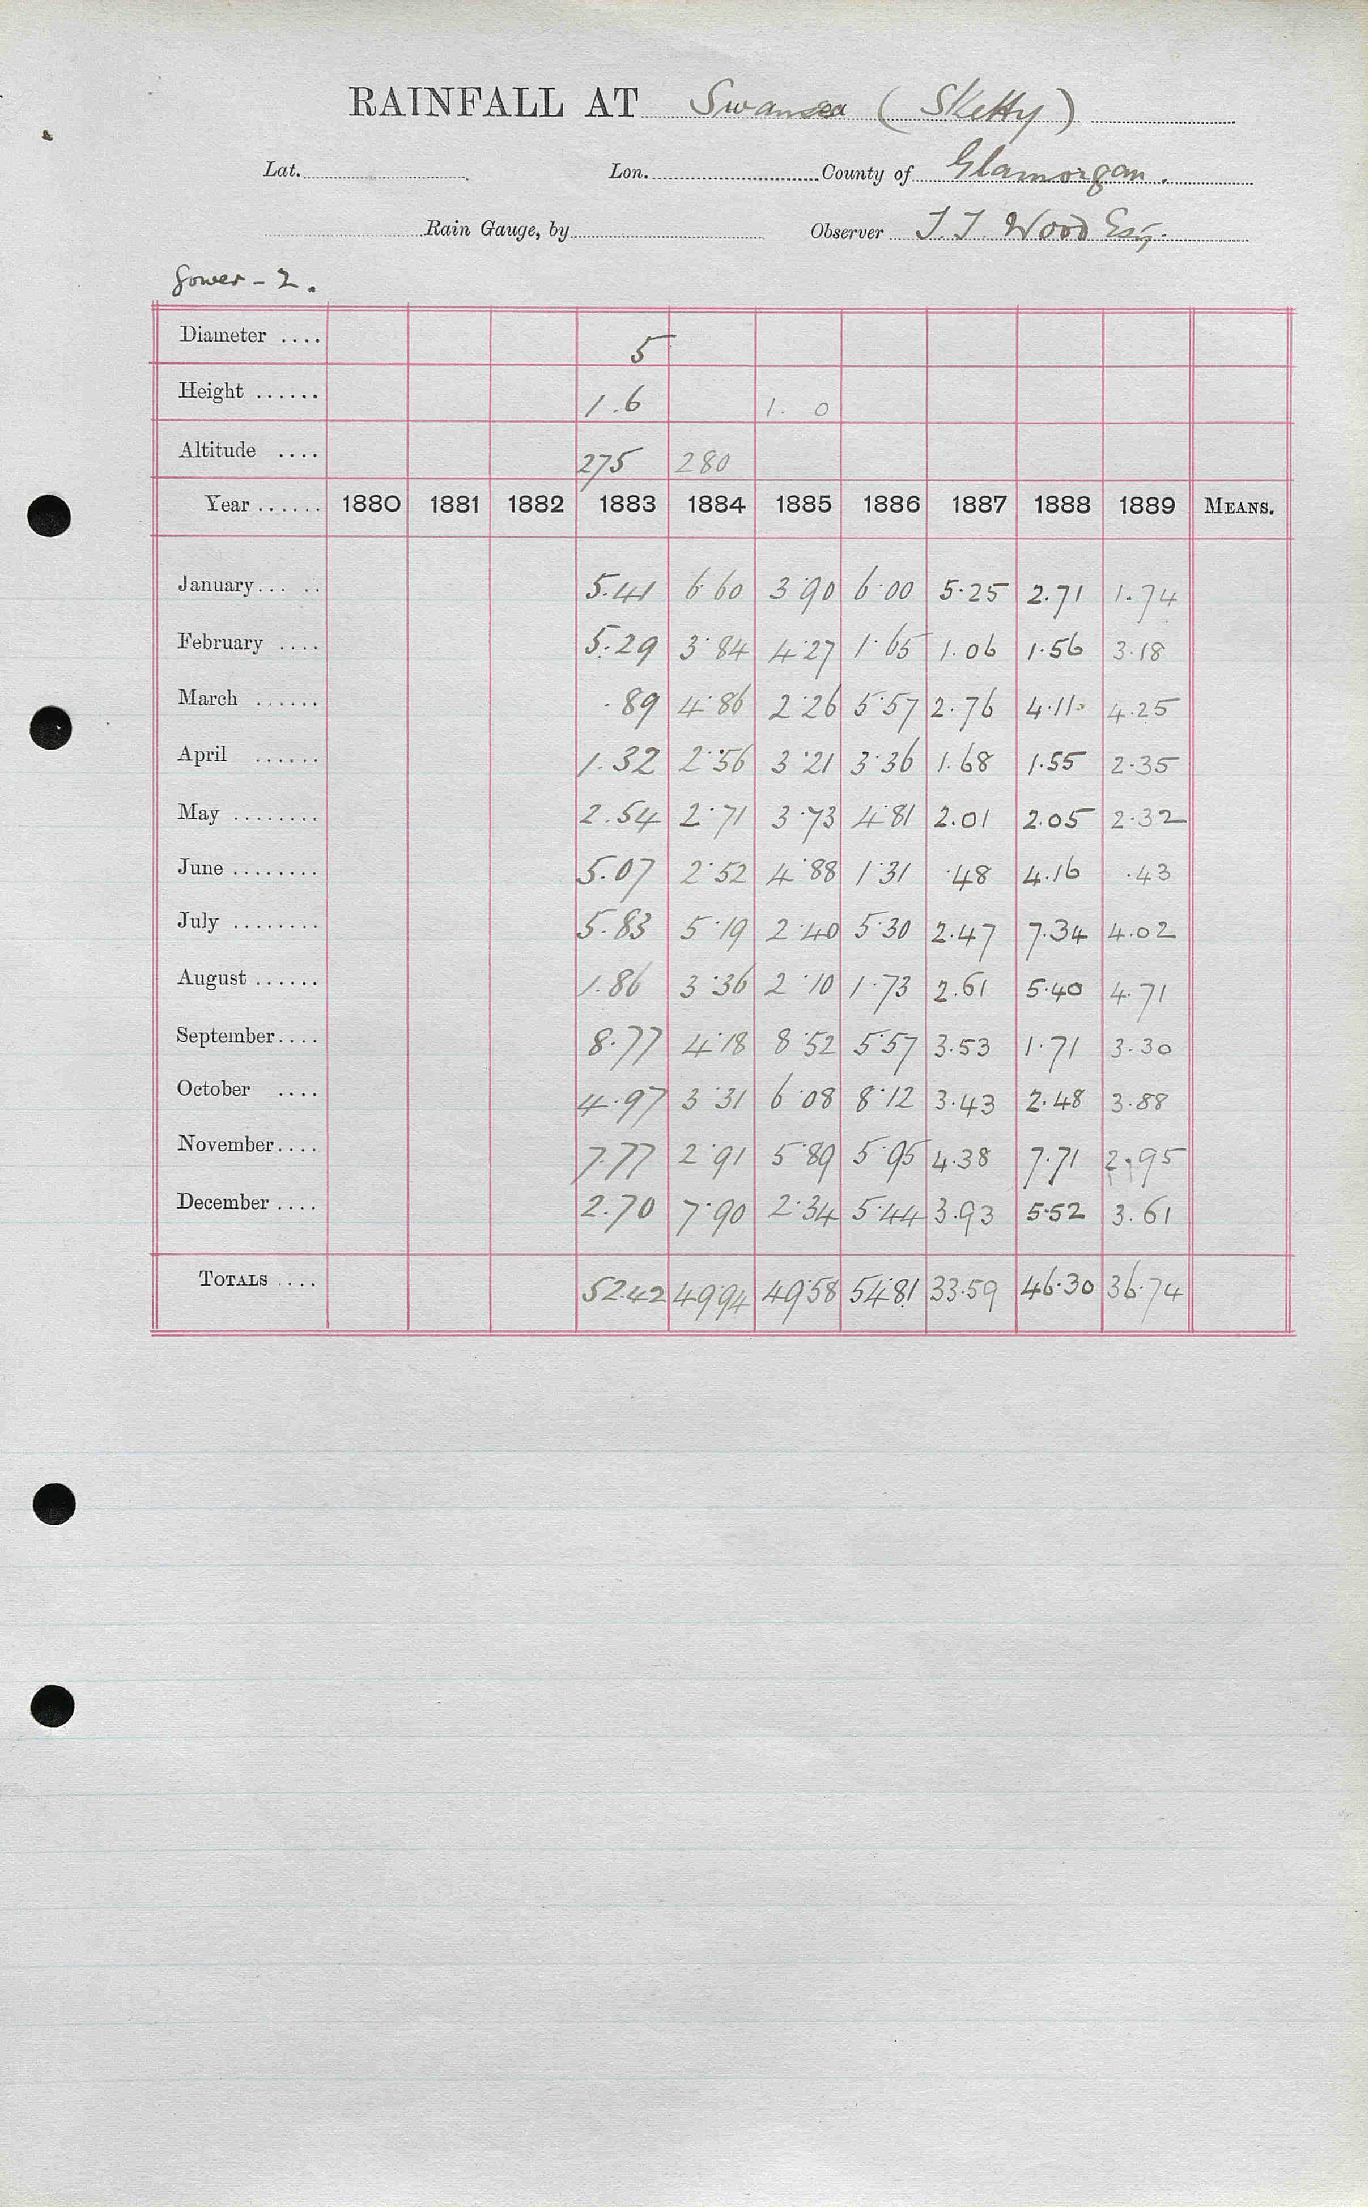 RAINFALL AT Swansea (Sketty)
Lat. Lon. County of Glamorgan.
Rain Gauge, by Observer T. T. Wood Esq.
Gower - 2.
Diameter .... 5
Height ...... 1.6 1. 0
Altitude .... 275 280
Year ...... 1880 1881 1882 1883 1884 1885 1886 1887 1888 1889 MEANS.
January... .. 5.41 6.60 3.90 6.00 5.25 2.71 1.74
February .... 5.29 3.84 4.27 1.65 1.06 1.56 3.18
March ...... .89 4.86 2.26 5.57 2.76 4.11 4.25
April ...... 1.32 2.56 3.21 3.36 1.68 1.55 2.35
May ........ 2.54 2.71 3.73 4.81 2.01 2.05 2.32
June ........ 5.07 2.52 4.88 1.31 .48 4.16 .43
July ........ 5.83 5.19 2.40 5.30 2.47 7.34 4.02
August ...... 1.86 3.36 2.10 1.73 2.61 5.40 4.71
September.... 8.77 4.18 8.52 5.57 3.53 1.71 3.30
October .... 4.97 3.31 6.08 8.12 3.43 2.48 3.88
November.... 7.77 2.91 5.89 5.95 4.38 7.71 2.95
December .... 2.70 7.90 2.34 5.44 3.93 5.52 3.61
TOTALS .... 52.42 49.94 49.58 54.81 33.59 46.30 36.74